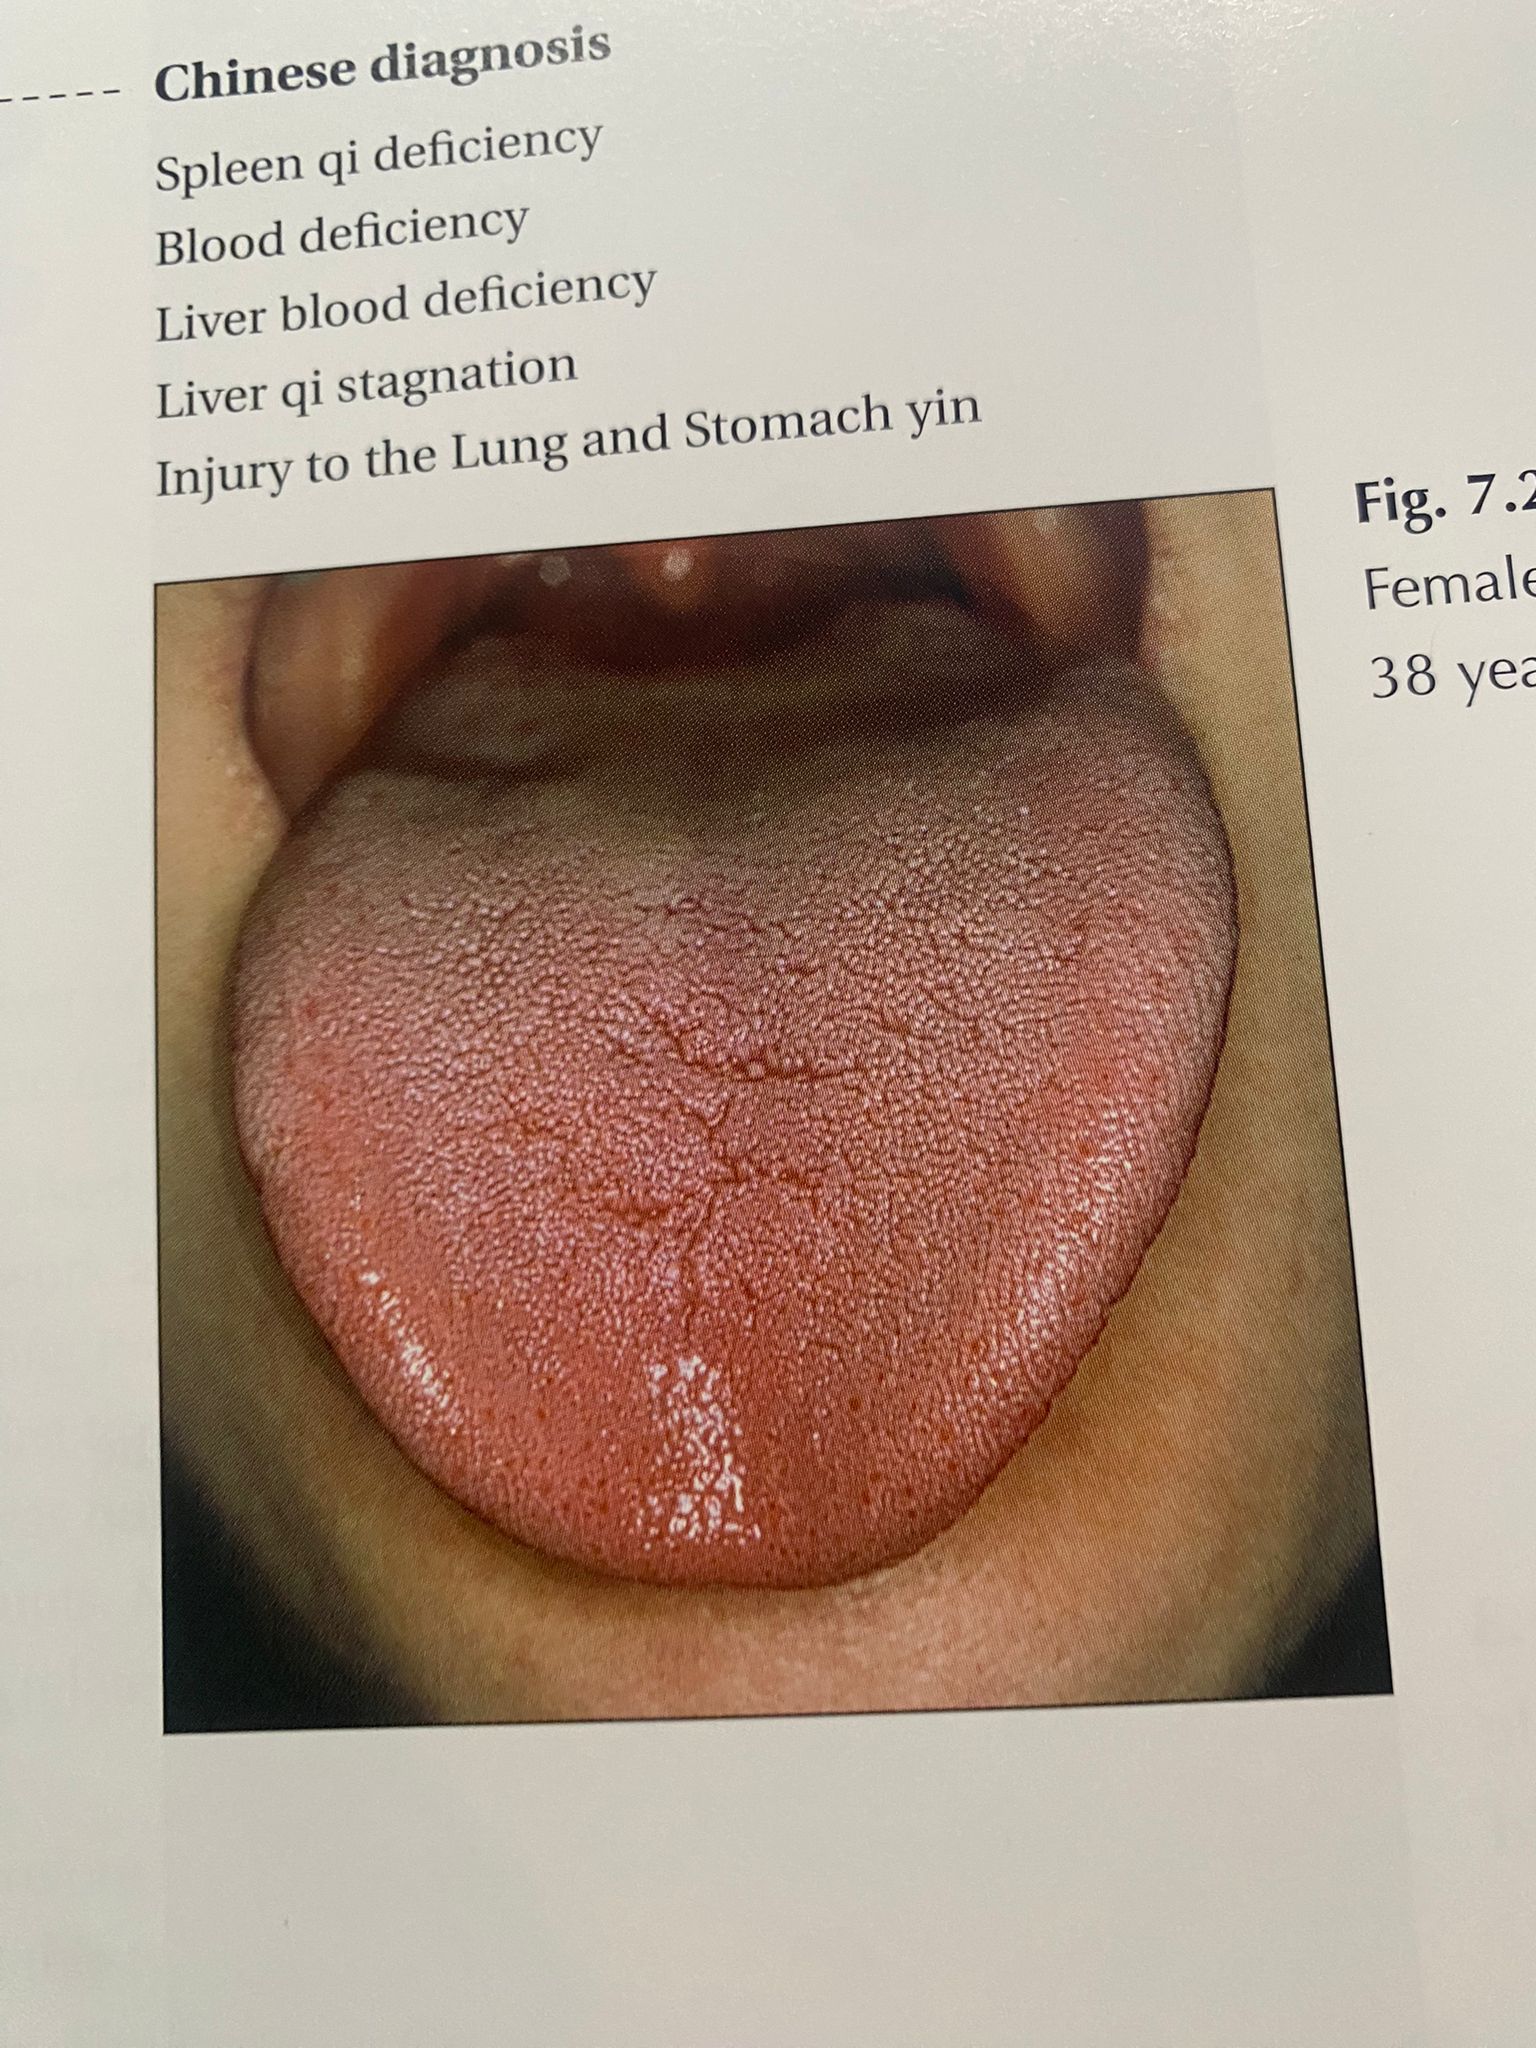 Chinese diagnosis
Spleen qi deficiency
Blood deficiency
Liver blood deficiency
Liver qi stagnation
Injury to the Lung and Stomach yin
Fig. 7.2
Female
38